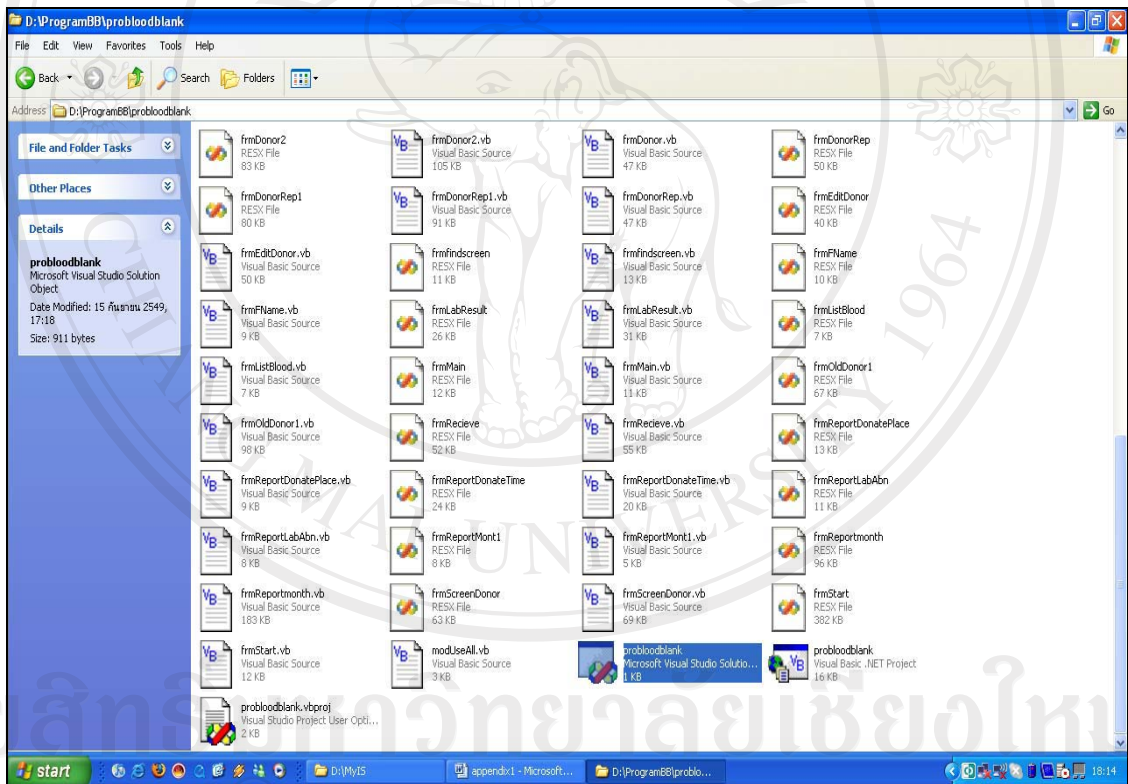 D:\ProgramBB\probloodblank
File Edit View Favorites Tools Help
Back Search Folders
Address D:\ProgramBB\probloodblank Go
File and Folder Tasks
Other Places
Details
probloodblank
Microsoft Visual Studio Solution
Object
Date Modified: 15 กันยายน 2549,
17:18
Size: 911 bytes
frmDonor2
RESX File
83 KB
frmDonor2.vb
Visual Basic Source
105 KB
frmDonor.vb
Visual Basic Source
47 KB
frmDonorRep
RESX File
50 KB
frmDonorRep1
RESX File
80 KB
frmDonorRep1.vb
Visual Basic Source
91 KB
frmDonorRep.vb
Visual Basic Source
47 KB
frmEditDonor
RESX File
40 KB
frmEditDonor.vb
Visual Basic Source
50 KB
frmfindscreen
RESX File
11 KB
frmfindscreen.vb
Visual Basic Source
13 KB
frmFName
RESX File
10 KB
frmFName.vb
Visual Basic Source
9 KB
frmLabResult
RESX File
26 KB
frmLabResult.vb
Visual Basic Source
31 KB
frmListBlood
RESX File
7 KB
frmListBlood.vb
Visual Basic Source
7 KB
frmMain
RESX File
12 KB
frmMain.vb
Visual Basic Source
11 KB
frmOldDonor1
RESX File
67 KB
frmOldDonor1.vb
Visual Basic Source
98 KB
frmRecieve
RESX File
52 KB
frmRecieve.vb
Visual Basic Source
55 KB
frmReportDonatePlace
RESX File
13 KB
frmReportDonatePlace.vb
Visual Basic Source
9 KB
frmReportDonateTime
RESX File
24 KB
frmReportDonateTime.vb
Visual Basic Source
20 KB
frmReportLabAbn
RESX File
11 KB
frmReportLabAbn.vb
Visual Basic Source
8 KB
frmReportMont1
RESX File
8 KB
frmReportMont1.vb
Visual Basic Source
5 KB
frmReportmonth
RESX File
96 KB
frmReportmonth.vb
Visual Basic Source
183 KB
frmScreenDonor
RESX File
63 KB
frmScreenDonor.vb
Visual Basic Source
69 KB
frmStart
RESX File
382 KB
frmStart.vb
Visual Basic Source
12 KB
modUseAll.vb
Visual Basic Source
3 KB
probloodblank
Microsoft Visual Studio Solutio...
1 KB
probloodblank
Visual Basic .NET Project
16 KB
probloodblank.vbproj
Visual Studio Project User Opti...
2 KB
CHIANG MAI UNIVERSITY 1964
start D:\MyIS appendix1 - Microsoft... D:\ProgramBB\problo... 18:14